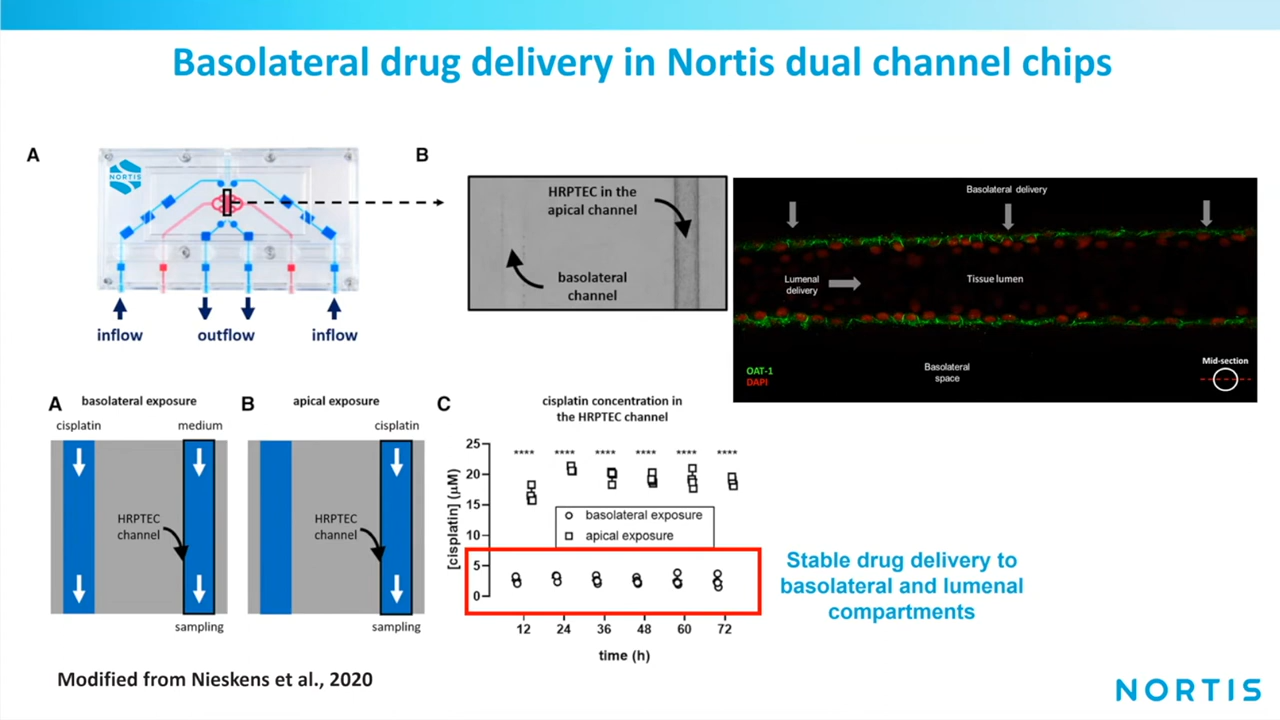 Basolateral drug delivery in Nortis dual channel chips
A
NORTIS
inflow
outflow
inflow
B
HRPTEC in the
apical channel
basolateral
channel
Basolateral delivery
Lumenal
delivery
Tissue lumen
Basolateral
space
OAT-1
DAPI
Mid-section
A
basolateral exposure
cisplatin
medium
HRPTEC
channel
sampling
B
apical exposure
cisplatin
HRPTEC
channel
sampling
C
cisplatin concentration in
the HRPTEC channel
[cisplatin] (µM)
25
20
15
10
5
0
**** **** **** **** **** ****
basolateral exposure
apical exposure
12 24 36 48 60 72
time (h)
Stable drug delivery to
basolateral and lumenal
compartments
Modified from Nieskens et al., 2020
NORTIS